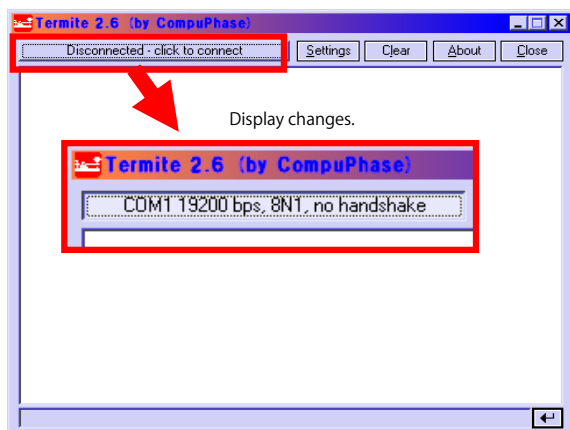 Termite 2.6 (by CompuPhase)
Disconnected - click to connect Settings Clear About Close
Display changes.
Termite 2.6 (by CompuPhase)
COM1 19200 bps, 8N1, no handshake